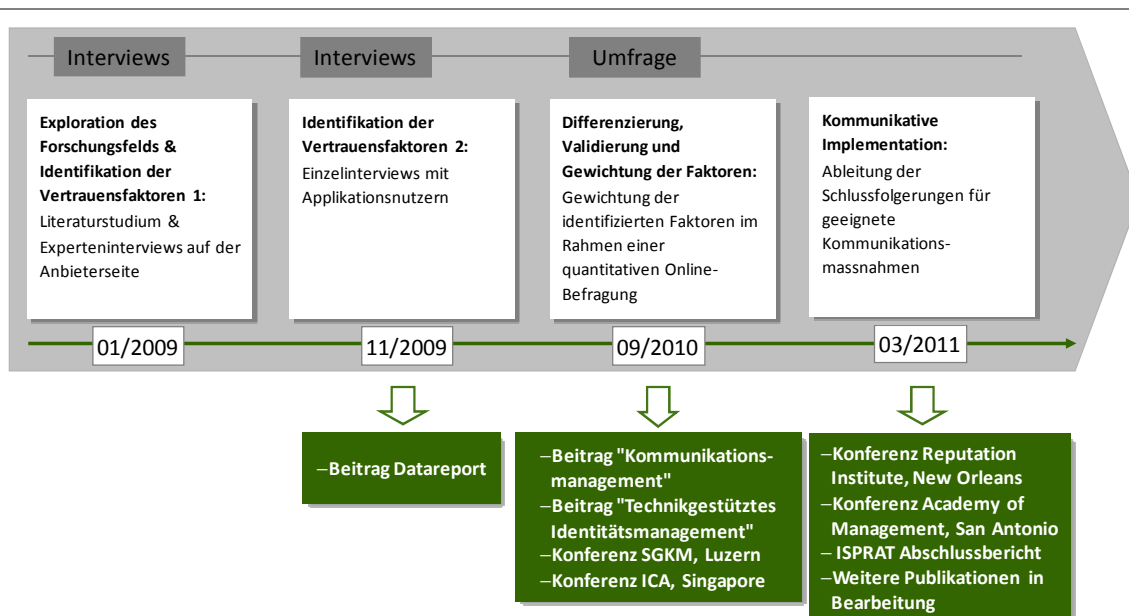 Interviews
Interviews
Umfrage
Exploration des
Forschungsfelds &
Identifikation der
Vertrauensfaktoren 1:
Literaturstudium &
Experteninterviews auf der
Anbieterseite
Identifikation der
Vertrauensfaktoren 2:
Einzelinterviews mit
Applikationsnutzern
Differenzierung,
Validierung und
Gewichtung der Faktoren:
Gewichtung der
identifizierten Faktoren im
Rahmen einer
quantitativen Online-
Befragung
Kommunikative
Implementation:
Ableitung der
Schlussfolgerungen für
geeignete
Kommunikations-
massnahmen
01/2009
11/2009
09/2010
03/2011
–Beitrag Datareport
–Beitrag "Kommunikations-
management"
–Beitrag "Technikgestütztes
Identitätsmanagement"
–Konferenz SGKM, Luzern
–Konferenz ICA, Singapore
–Konferenz Reputation
Institute, New Orleans
–Konferenz Academy of
Management, San Antonio
– ISPRAT Abschlussbericht
–Weitere Publikationen in
Bearbeitung